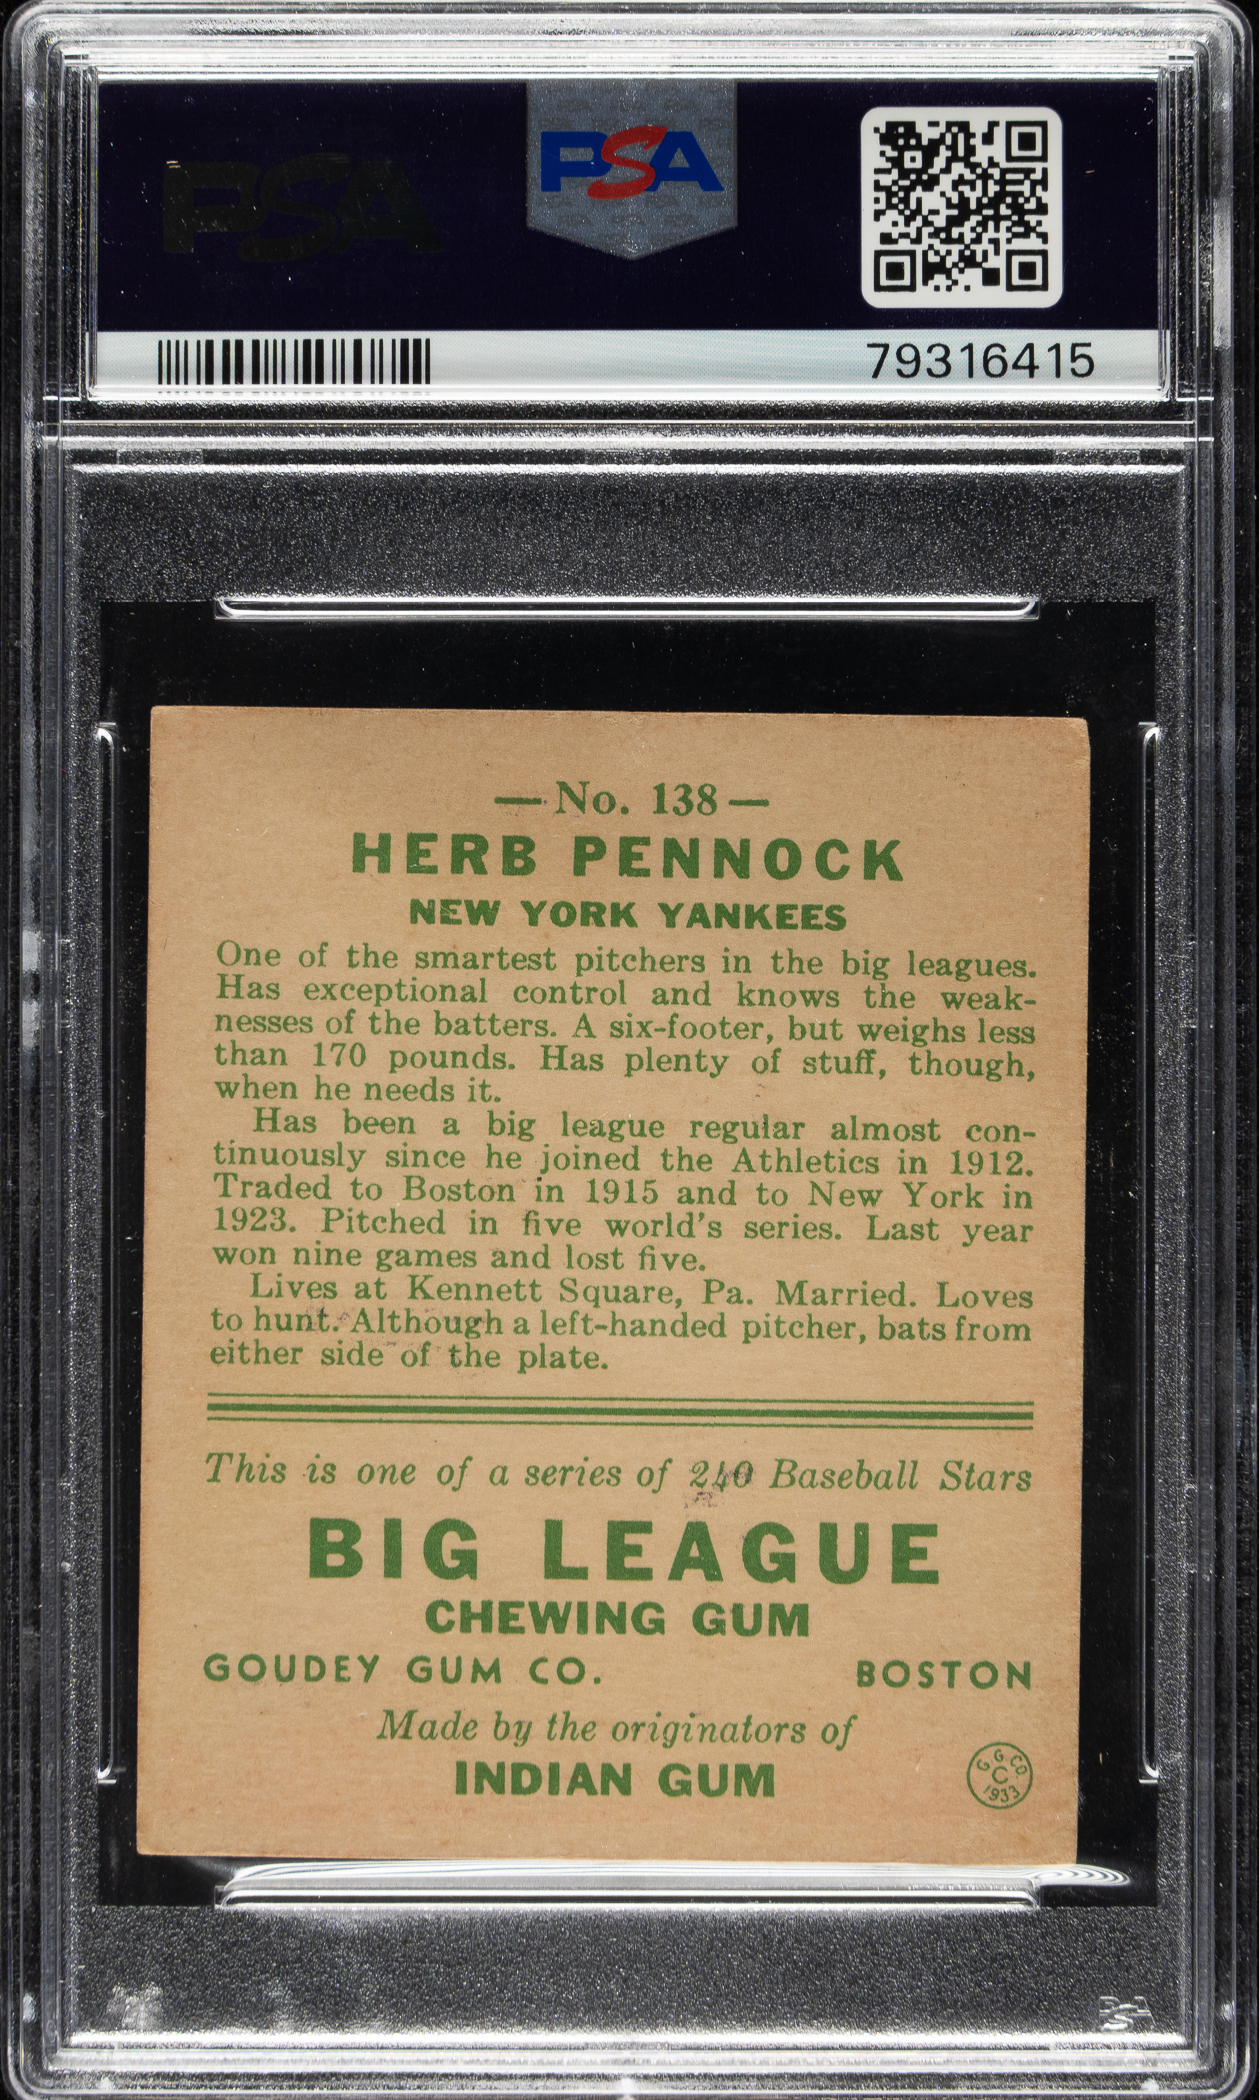 PSA
PSA
79316415
— No. 138 —
HERB PENNOCK
NEW YORK YANKEES
One of the smartest pitchers in the big leagues.
Has exceptional control and knows the weak-
nesses of the batters. A six-footer, but weighs less
than 170 pounds. Has plenty of stuff, though,
when he needs it.
Has been a big league regular almost con-
tinuously since he joined the Athletics in 1912.
Traded to Boston in 1915 and to New York in
1923. Pitched in five world's series. Last year
won nine games and lost five.
Lives at Kennett Square, Pa. Married. Loves
to hunt. Although a left-handed pitcher, bats from
either side of the plate.
This is one of a series of 240 Baseball Stars
BIG LEAGUE
CHEWING GUM
GOUDEY GUM CO. BOSTON
Made by the originators of
INDIAN GUM
G. G. CO.
C
1933
PSA